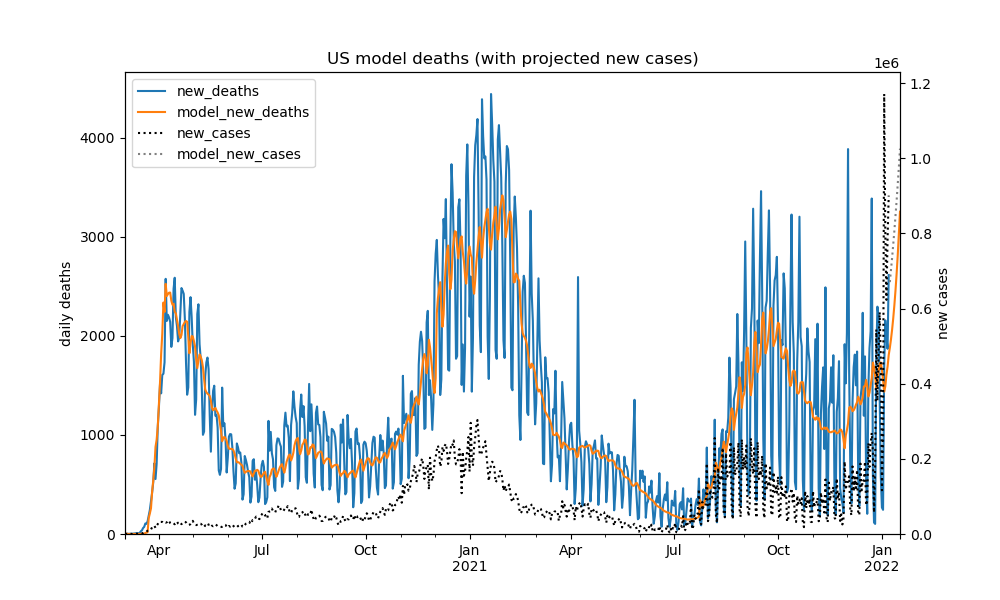 US model deaths (with projected new cases)
1e6
new_deaths
model_new_deaths
new_cases
model_new_cases
daily deaths
4000
3000
2000
1000
0
new cases
1.2
1.0
0.8
0.6
0.4
0.2
0.0
Apr Jul Oct Jan Apr Jul Oct Jan
2021 2022